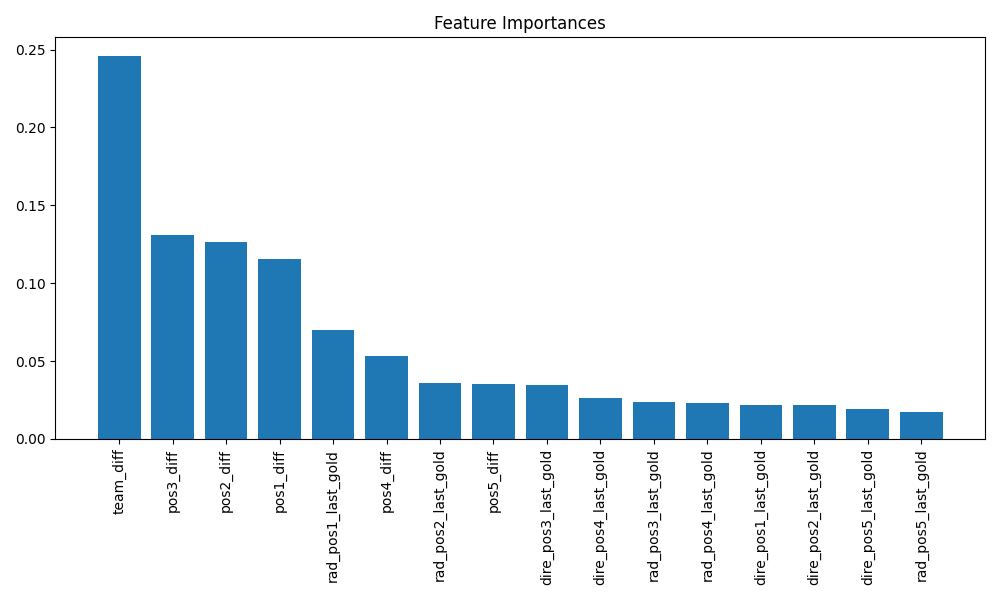 Feature Importances
0.25
0.20
0.15
0.10
0.05
0.00
team_diff
pos3_diff
pos2_diff
pos1_diff
rad_pos1_last_gold
pos4_diff
rad_pos2_last_gold
pos5_diff
dire_pos3_last_gold
dire_pos4_last_gold
rad_pos3_last_gold
rad_pos4_last_gold
dire_pos1_last_gold
dire_pos2_last_gold
dire_pos5_last_gold
rad_pos5_last_gold